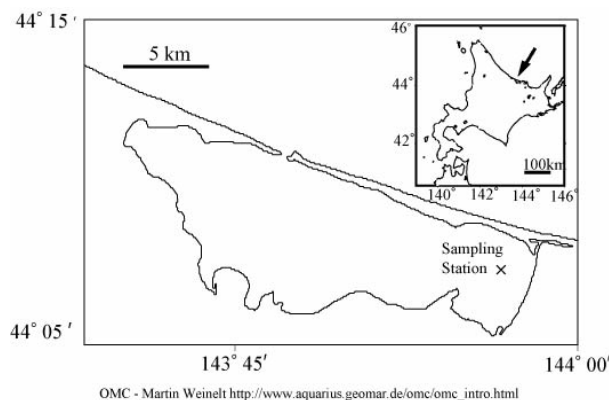 44° 15'
5 km
46°
44°
42°
100km
140° 142° 144° 146°
Sampling
Station ×
44° 05'
143° 45'
144° 00'
OMC - Martin Weinelt http://www.aquarius.geomar.de/omc/omc_intro.html